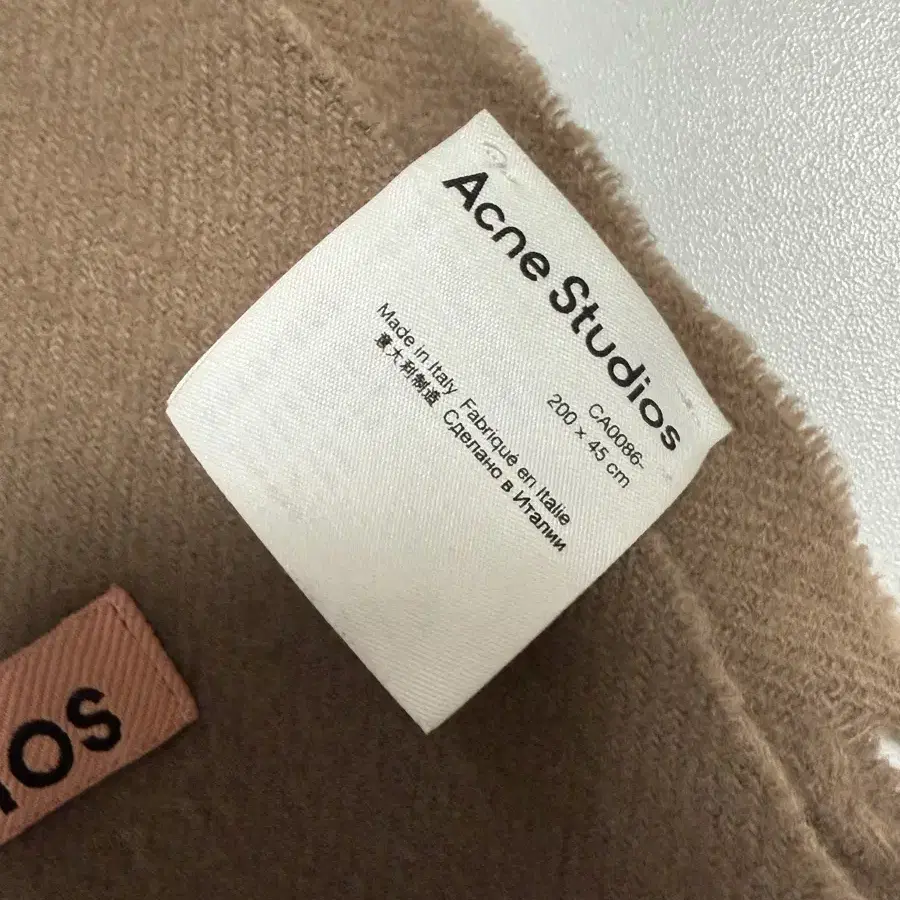 Acne Studios
CA0086-
200 × 45 cm
Made in Italy Fabriqué en Italie
意大利制造 Сделано в Италии
ios